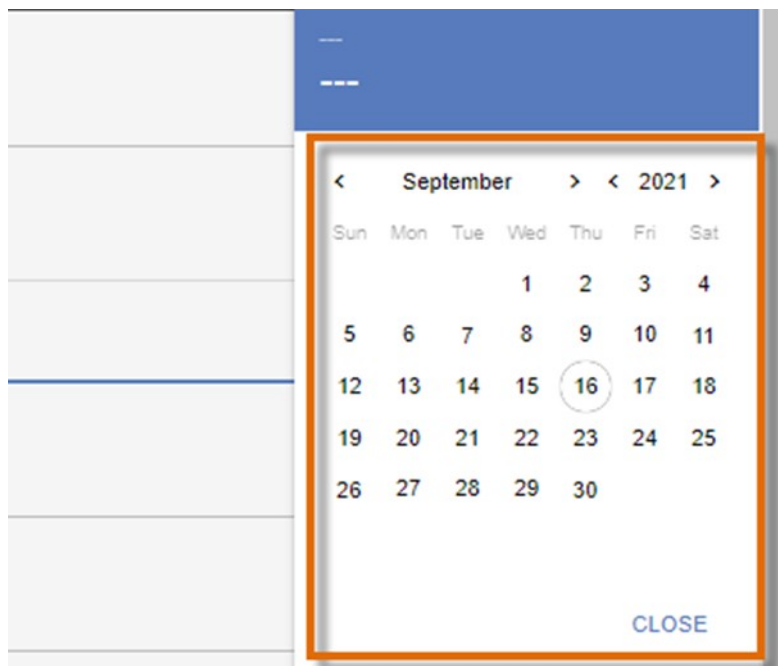 ---
---
< September > < 2021 >
Sun Mon Tue Wed Thu Fri Sat
1 2 3 4
5 6 7 8 9 10 11
12 13 14 15 16 17 18
19 20 21 22 23 24 25
26 27 28 29 30
CLOSE